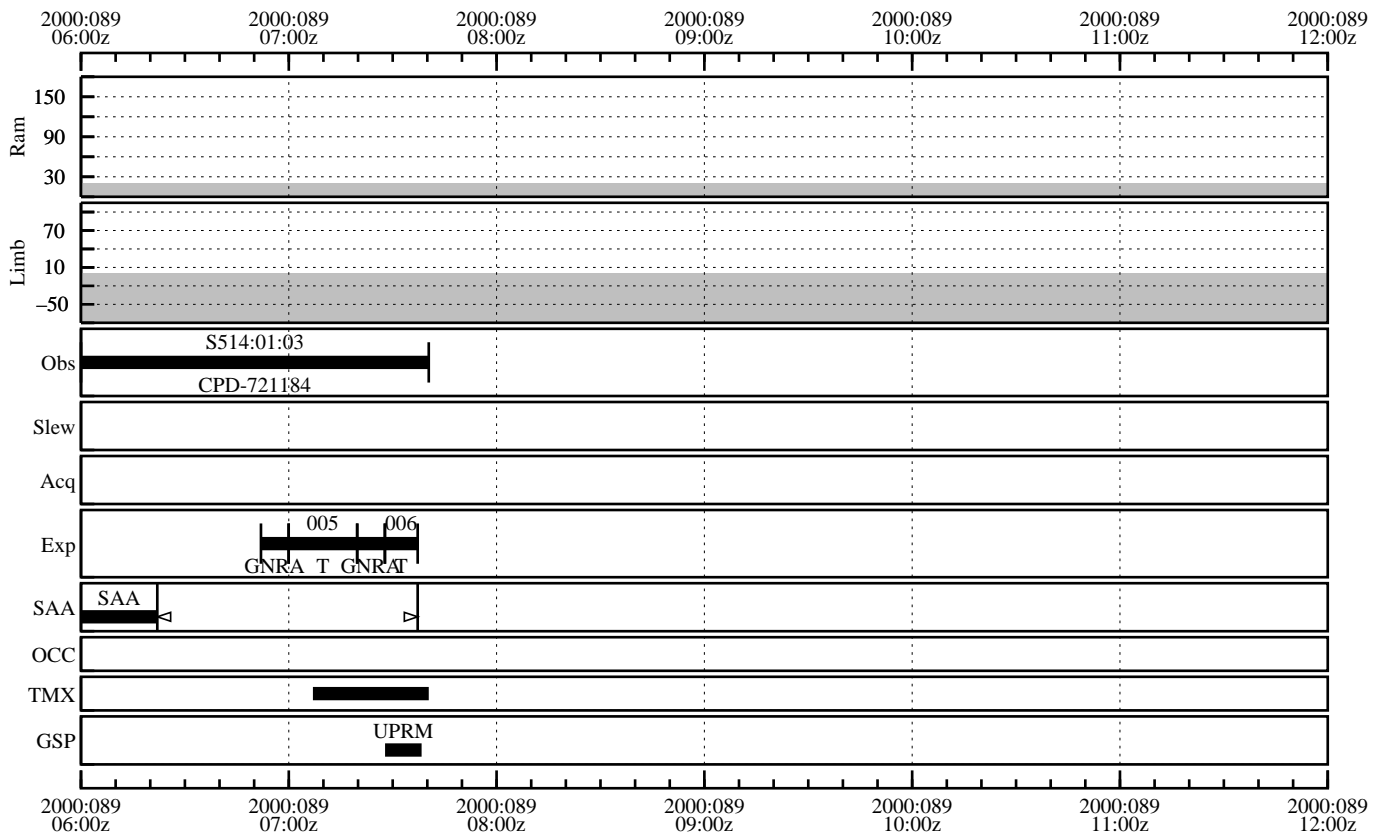 2000:089 2000:089 2000:089 2000:089 2000:089 2000:089 2000:089
06:00z 07:00z 08:00z 09:00z 10:00z 11:00z 12:00z
Ram
150
90
30
Limb
70
10
–50
Obs
S514:01:03
CPD-721184
Slew
Acq
Exp
005 006
GNRA T GNRAT
SAA
SAA
OCC
TMX
GSP
UPRM
2000:089 2000:089 2000:089 2000:089 2000:089 2000:089 2000:089
06:00z 07:00z 08:00z 09:00z 10:00z 11:00z 12:00z